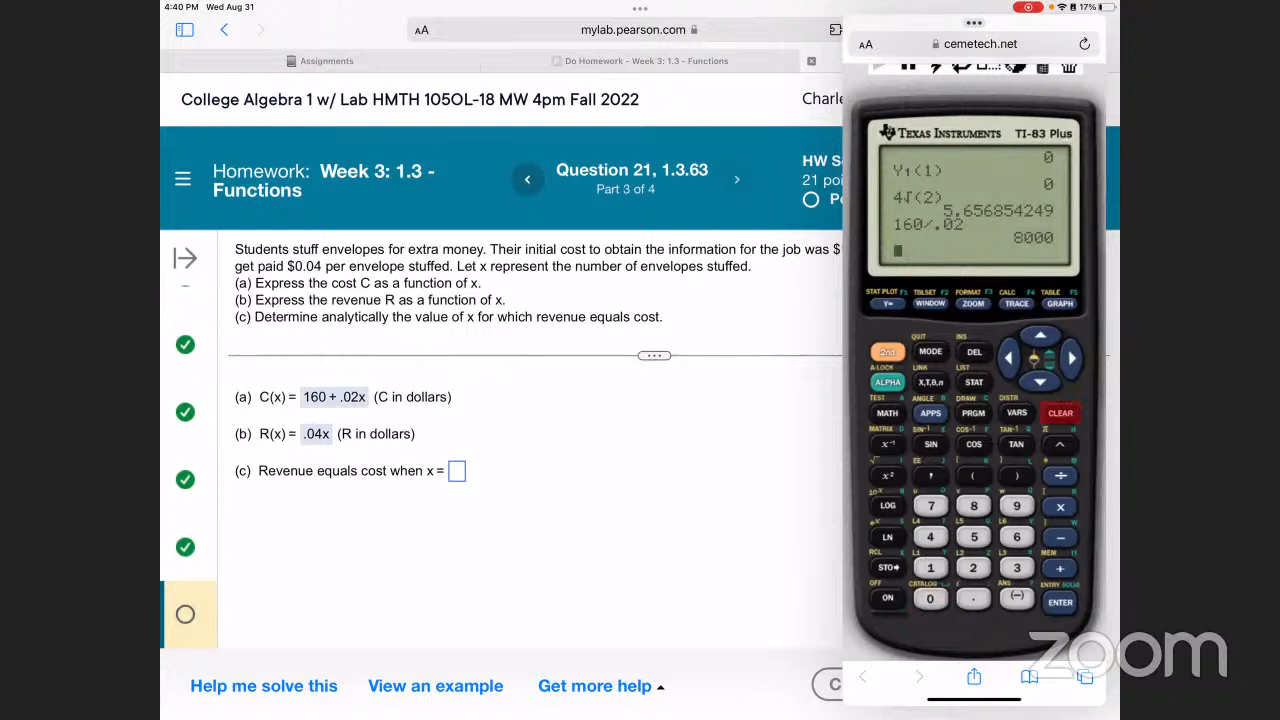 4:40 PM Wed Aug 31
17%
AA mylab.pearson.com
AA cemetech.net
Assignments
Do Homework - Week 3: 1.3 - Functions
College Algebra 1 w/ Lab HMTH 105OL-18 MW 4pm Fall 2022
Homework: Week 3: 1.3 - Functions
Question 21, 1.3.63
Part 3 of 4
HW
21
Students stuff envelopes for extra money. Their initial cost to obtain the information for the job was $
get paid $0.04 per envelope stuffed. Let x represent the number of envelopes stuffed.
(a) Express the cost C as a function of x.
(b) Express the revenue R as a function of x.
(c) Determine analytically the value of x for which revenue equals cost.
(a) C(x) = 160 + .02x (C in dollars)
(b) R(x) = .04x (R in dollars)
(c) Revenue equals cost when x =
Help me solve this
View an example
Get more help
TEXAS INSTRUMENTS TI-83 Plus
0
Y₁(1)
0
4√(2)
5.656854249
160/.02
8000
STAT PLOT F1 TBLSET F2 FORMAT F3 CALC F4 TABLE F5
Y= WINDOW ZOOM TRACE GRAPH
QUIT INS
2nd MODE DEL
A-LOCK LINK LIST
ALPHA X,T,θ,n STAT
TEST A ANGLE B DRAW C DISTR
MATH APPS PRGM VARS CLEAR
MATRIX D SIN⁻¹ E COS⁻¹ F TAN⁻¹ G π H
x⁻¹ SIN COS TAN ^
x² , ( ) ÷
LOG 7 8 9 x
LN 4 5 6 −
RCL X L1 Y L2 Z L3 MEM
STO➔ 1 2 3 +
OFF CATALOG ANS ? ENTRY SOLVE
ON 0 . (−) ENTER
zoom